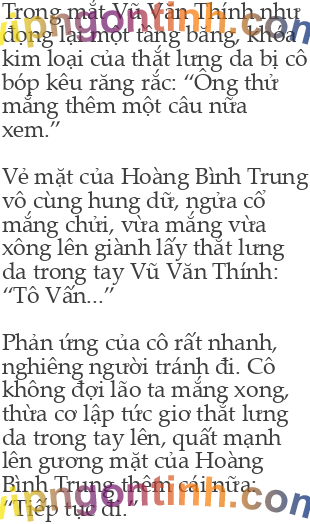 Trong mắt Vũ Văn Thính như
đọng lại một tầng băng, khóa
kim loại của thắt lưng da bị cô
bóp kêu răng rắc: “Ông thử
mắng thêm một câu nữa
xem.”
Vẻ mặt của Hoàng Bình Trung
vô cùng hung dữ, ngửa cổ
mắng chửi, vừa mắng vừa
xông lên giành lấy thắt lưng
da trong tay Vũ Văn Thính:
“Tô Vấn...”
Phản ứng của cô rất nhanh,
nghiêng người tránh đi. Cô
không đợi lão ta mắng xong,
thừa cơ lập tức giơ thắt lưng
da trong tay lên, quất mạnh
lên gương mặt của Hoàng
Bình Trung thêm cái nữa:
“Tiếp tục đi.”
vipngontinh.com
vipngontinh.com